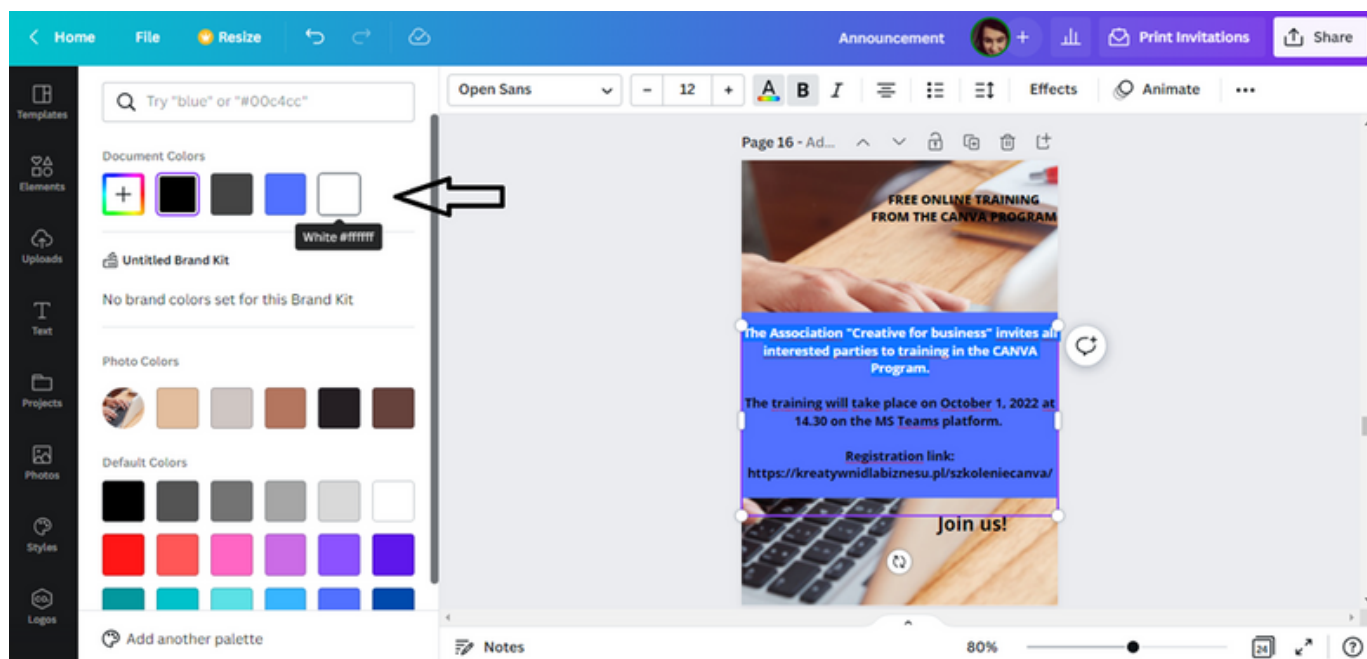 Home File Resize Announcement + Print Invitations Share
Templates
Elements
Uploads
Text
Projects
Photos
Styles
Logos
Try "blue" or "#00c4cc"
Document Colors
+
White #ffffff
Untitled Brand Kit
No brand colors set for this Brand Kit
Photo Colors
Default Colors
Add another palette
Open Sans - 12 + A B I Effects Animate ...
Page 16 - Ad...
FREE ONLINE TRAINING
FROM THE CANVA PROGRAM
The Association "Creative for business" invites all
interested parties to training in the CANVA
Program.
The training will take place on October 1, 2022 at
14.30 on the MS Teams platform.
Registration link:
https://kreatywnidlabiznesu.pl/szkoleniecanva/
Join us!
Notes 80% 24 ?